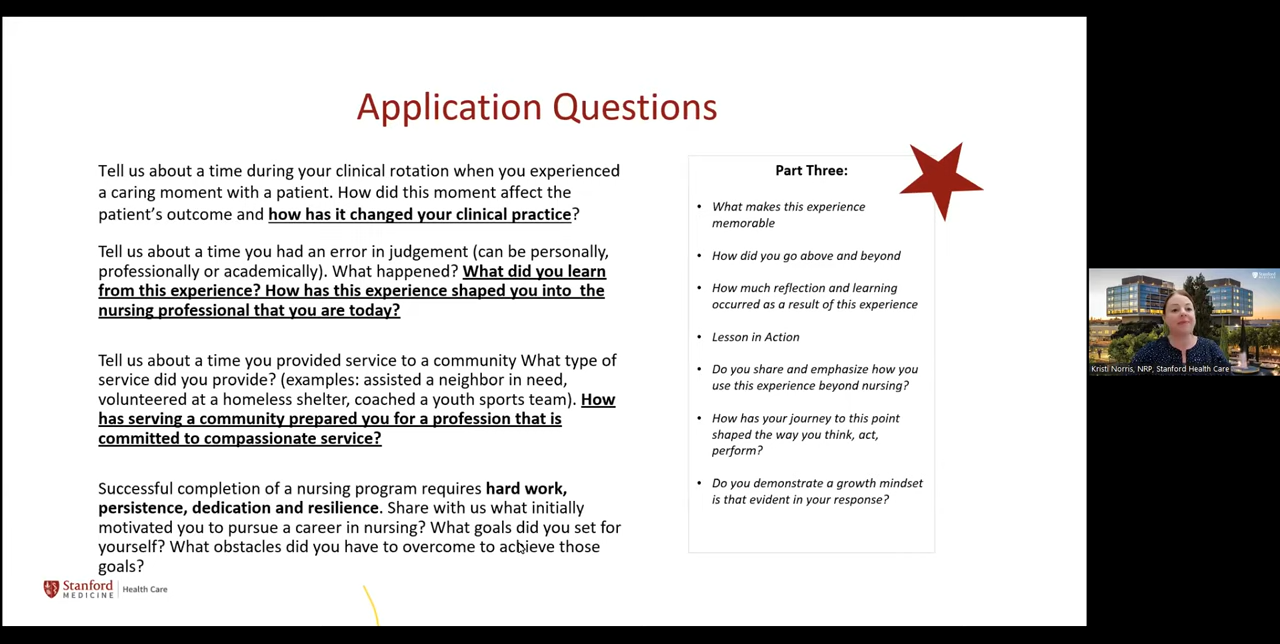 Application Questions
Tell us about a time during your clinical rotation when you experienced
a caring moment with a patient. How did this moment affect the
patient's outcome and how has it changed your clinical practice?
Tell us about a time you had an error in judgement (can be personally,
professionally or academically). What happened? What did you learn
from this experience? How has this experience shaped you into the
nursing professional that you are today?
Tell us about a time you provided service to a community What type of
service did you provide? (examples: assisted a neighbor in need,
volunteered at a homeless shelter, coached a youth sports team). How
has serving a community prepared you for a profession that is
committed to compassionate service?
Successful completion of a nursing program requires hard work,
persistence, dedication and resilience. Share with us what initially
motivated you to pursue a career in nursing? What goals did you set for
yourself? What obstacles did you have to overcome to achieve those
goals?
Part Three:
• What makes this experience
memorable
• How did you go above and beyond
• How much reflection and learning
occurred as a result of this experience
• Lesson in Action
• Do you share and emphasize how you
use this experience beyond nursing?
• How has your journey to this point
shaped the way you think, act,
perform?
• Do you demonstrate a growth mindset
is that evident in your response?
Stanford
MEDICINE
Health Care
Stanford
MEDICINE
Kristi Norris, NRP, Stanford Health Care